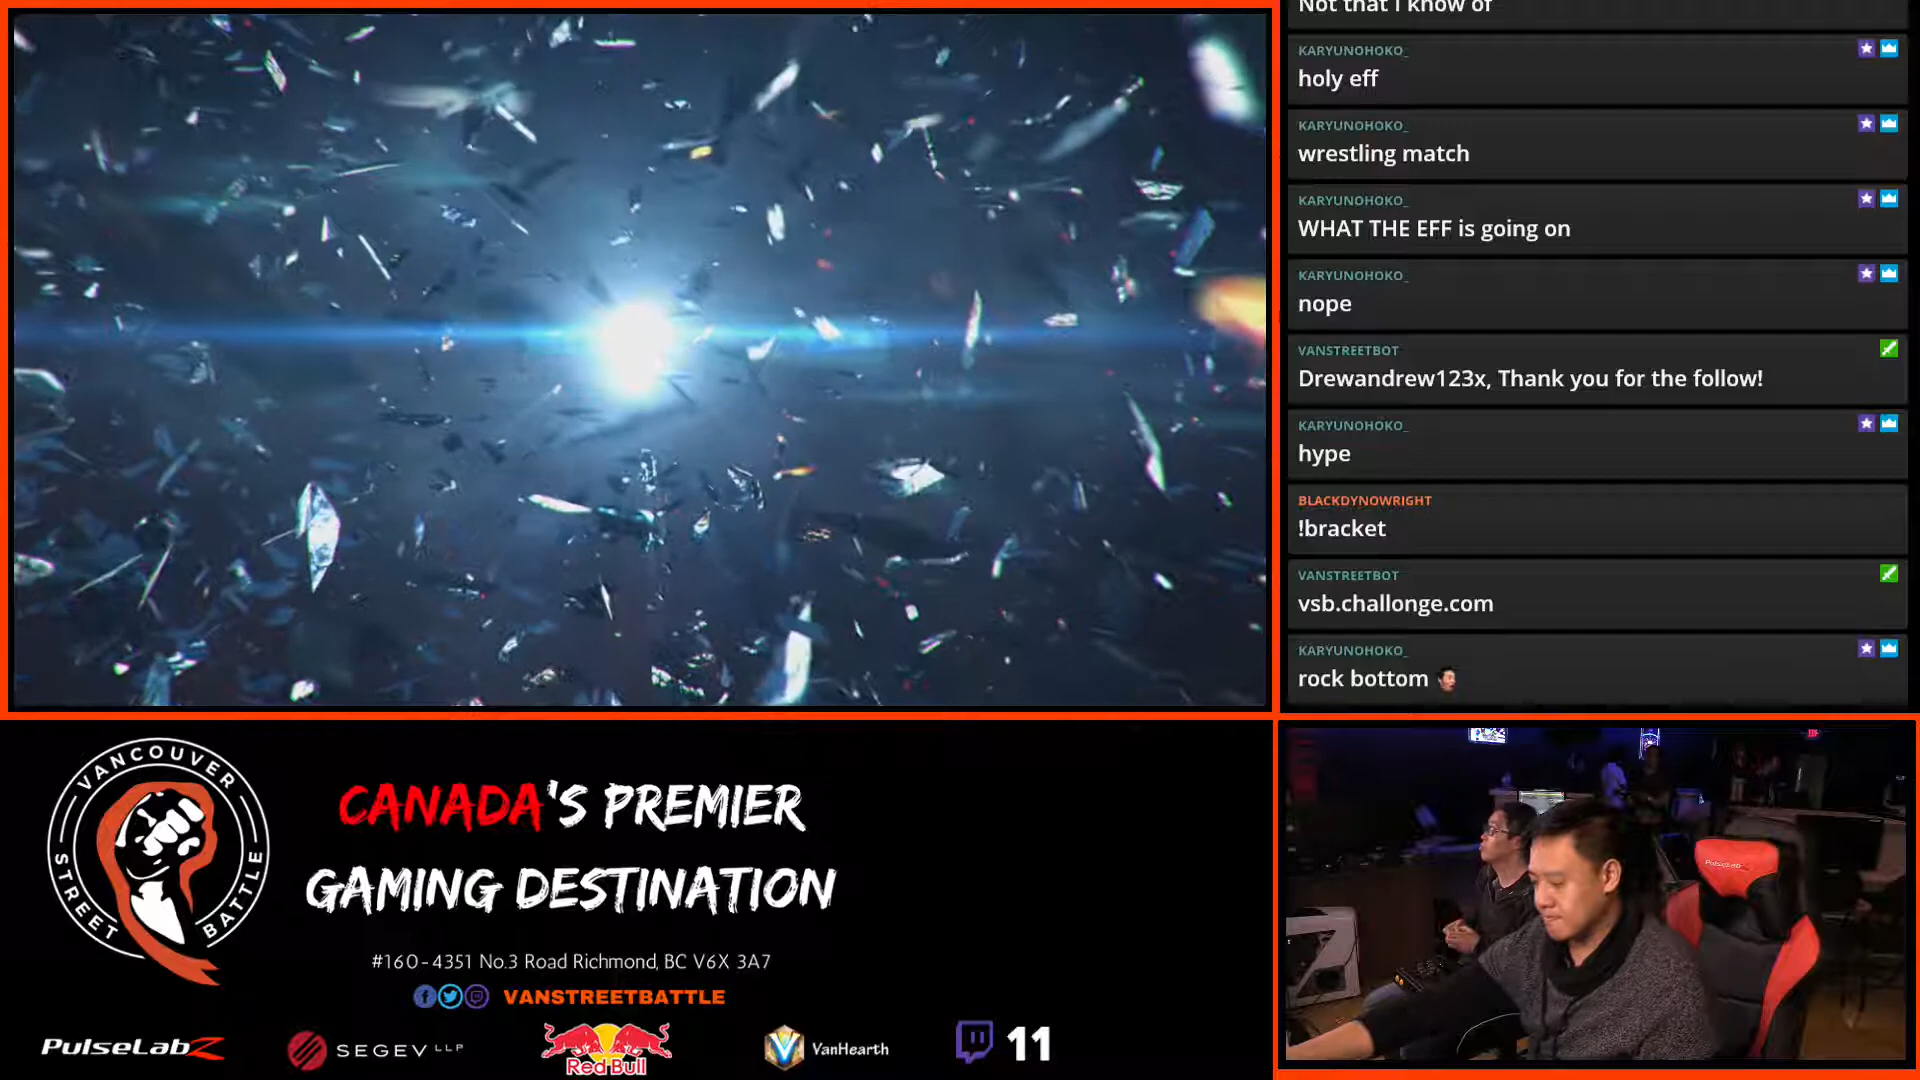 Not that I know of
KARYUNOHOKO_
holy eff
KARYUNOHOKO_
wrestling match
KARYUNOHOKO_
WHAT THE EFF is going on
KARYUNOHOKO_
nope
VANSTREETBOT
Drewandrew123x, Thank you for the follow!
KARYUNOHOKO_
hype
BLACKDYNOWRIGHT
!bracket
VANSTREETBOT
vsb.challonge.com
KARYUNOHOKO_
rock bottom
VANCOUVER
STREET BATTLE
CANADA'S PREMIER
GAMING DESTINATION
#160-4351 No.3 Road Richmond, BC V6X 3A7
VANSTREETBATTLE
PulseLabZ
SEGEV LLP
Red Bull
VanHearth
11
PulseLabZ